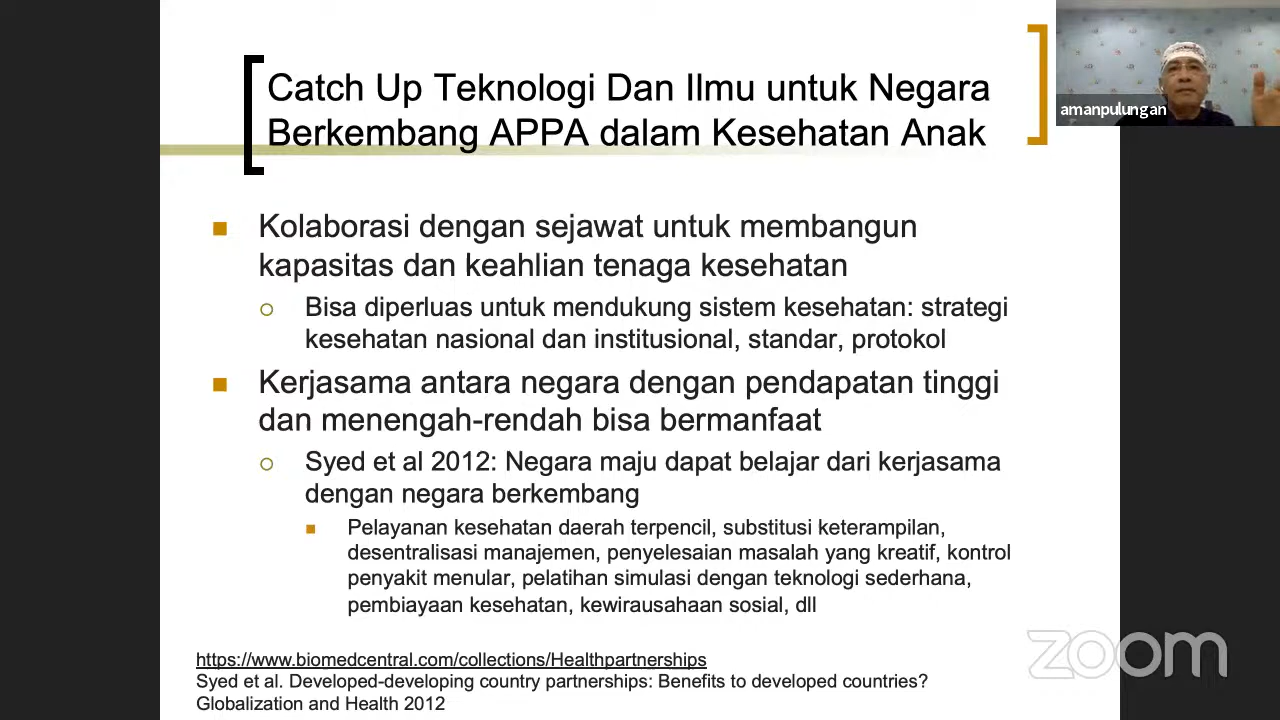 Catch Up Teknologi Dan Ilmu untuk Negara
Berkembang APPA dalam Kesehatan Anak
amanpulungan
Kolaborasi dengan sejawat untuk membangun
kapasitas dan keahlian tenaga kesehatan
Bisa diperluas untuk mendukung sistem kesehatan: strategi
kesehatan nasional dan institusional, standar, protokol
Kerjasama antara negara dengan pendapatan tinggi
dan menengah-rendah bisa bermanfaat
Syed et al 2012: Negara maju dapat belajar dari kerjasama
dengan negara berkembang
Pelayanan kesehatan daerah terpencil, substitusi keterampilan,
desentralisasi manajemen, penyelesaian masalah yang kreatif, kontrol
penyakit menular, pelatihan simulasi dengan teknologi sederhana,
pembiayaan kesehatan, kewirausahaan sosial, dll
https://www.biomedcentral.com/collections/Healthpartnerships
Syed et al. Developed-developing country partnerships: Benefits to developed countries?
Globalization and Health 2012
zoom